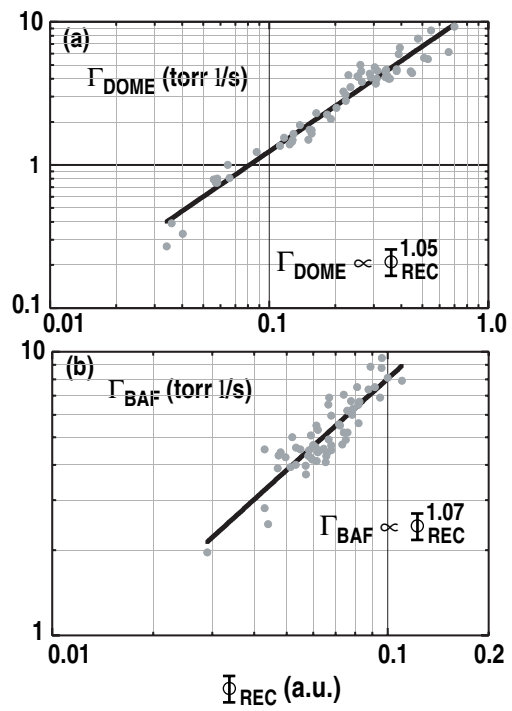 10
(a)
Γ_DOME (torr l/s)
1
Γ_DOME ∝ Φ_REC^1.05
0.1
0.01 0.1 1.0
10
(b)
Γ_BAF (torr l/s)
Γ_BAF ∝ Φ_REC^1.07
1
0.01 0.1 0.2
Φ_REC (a.u.)